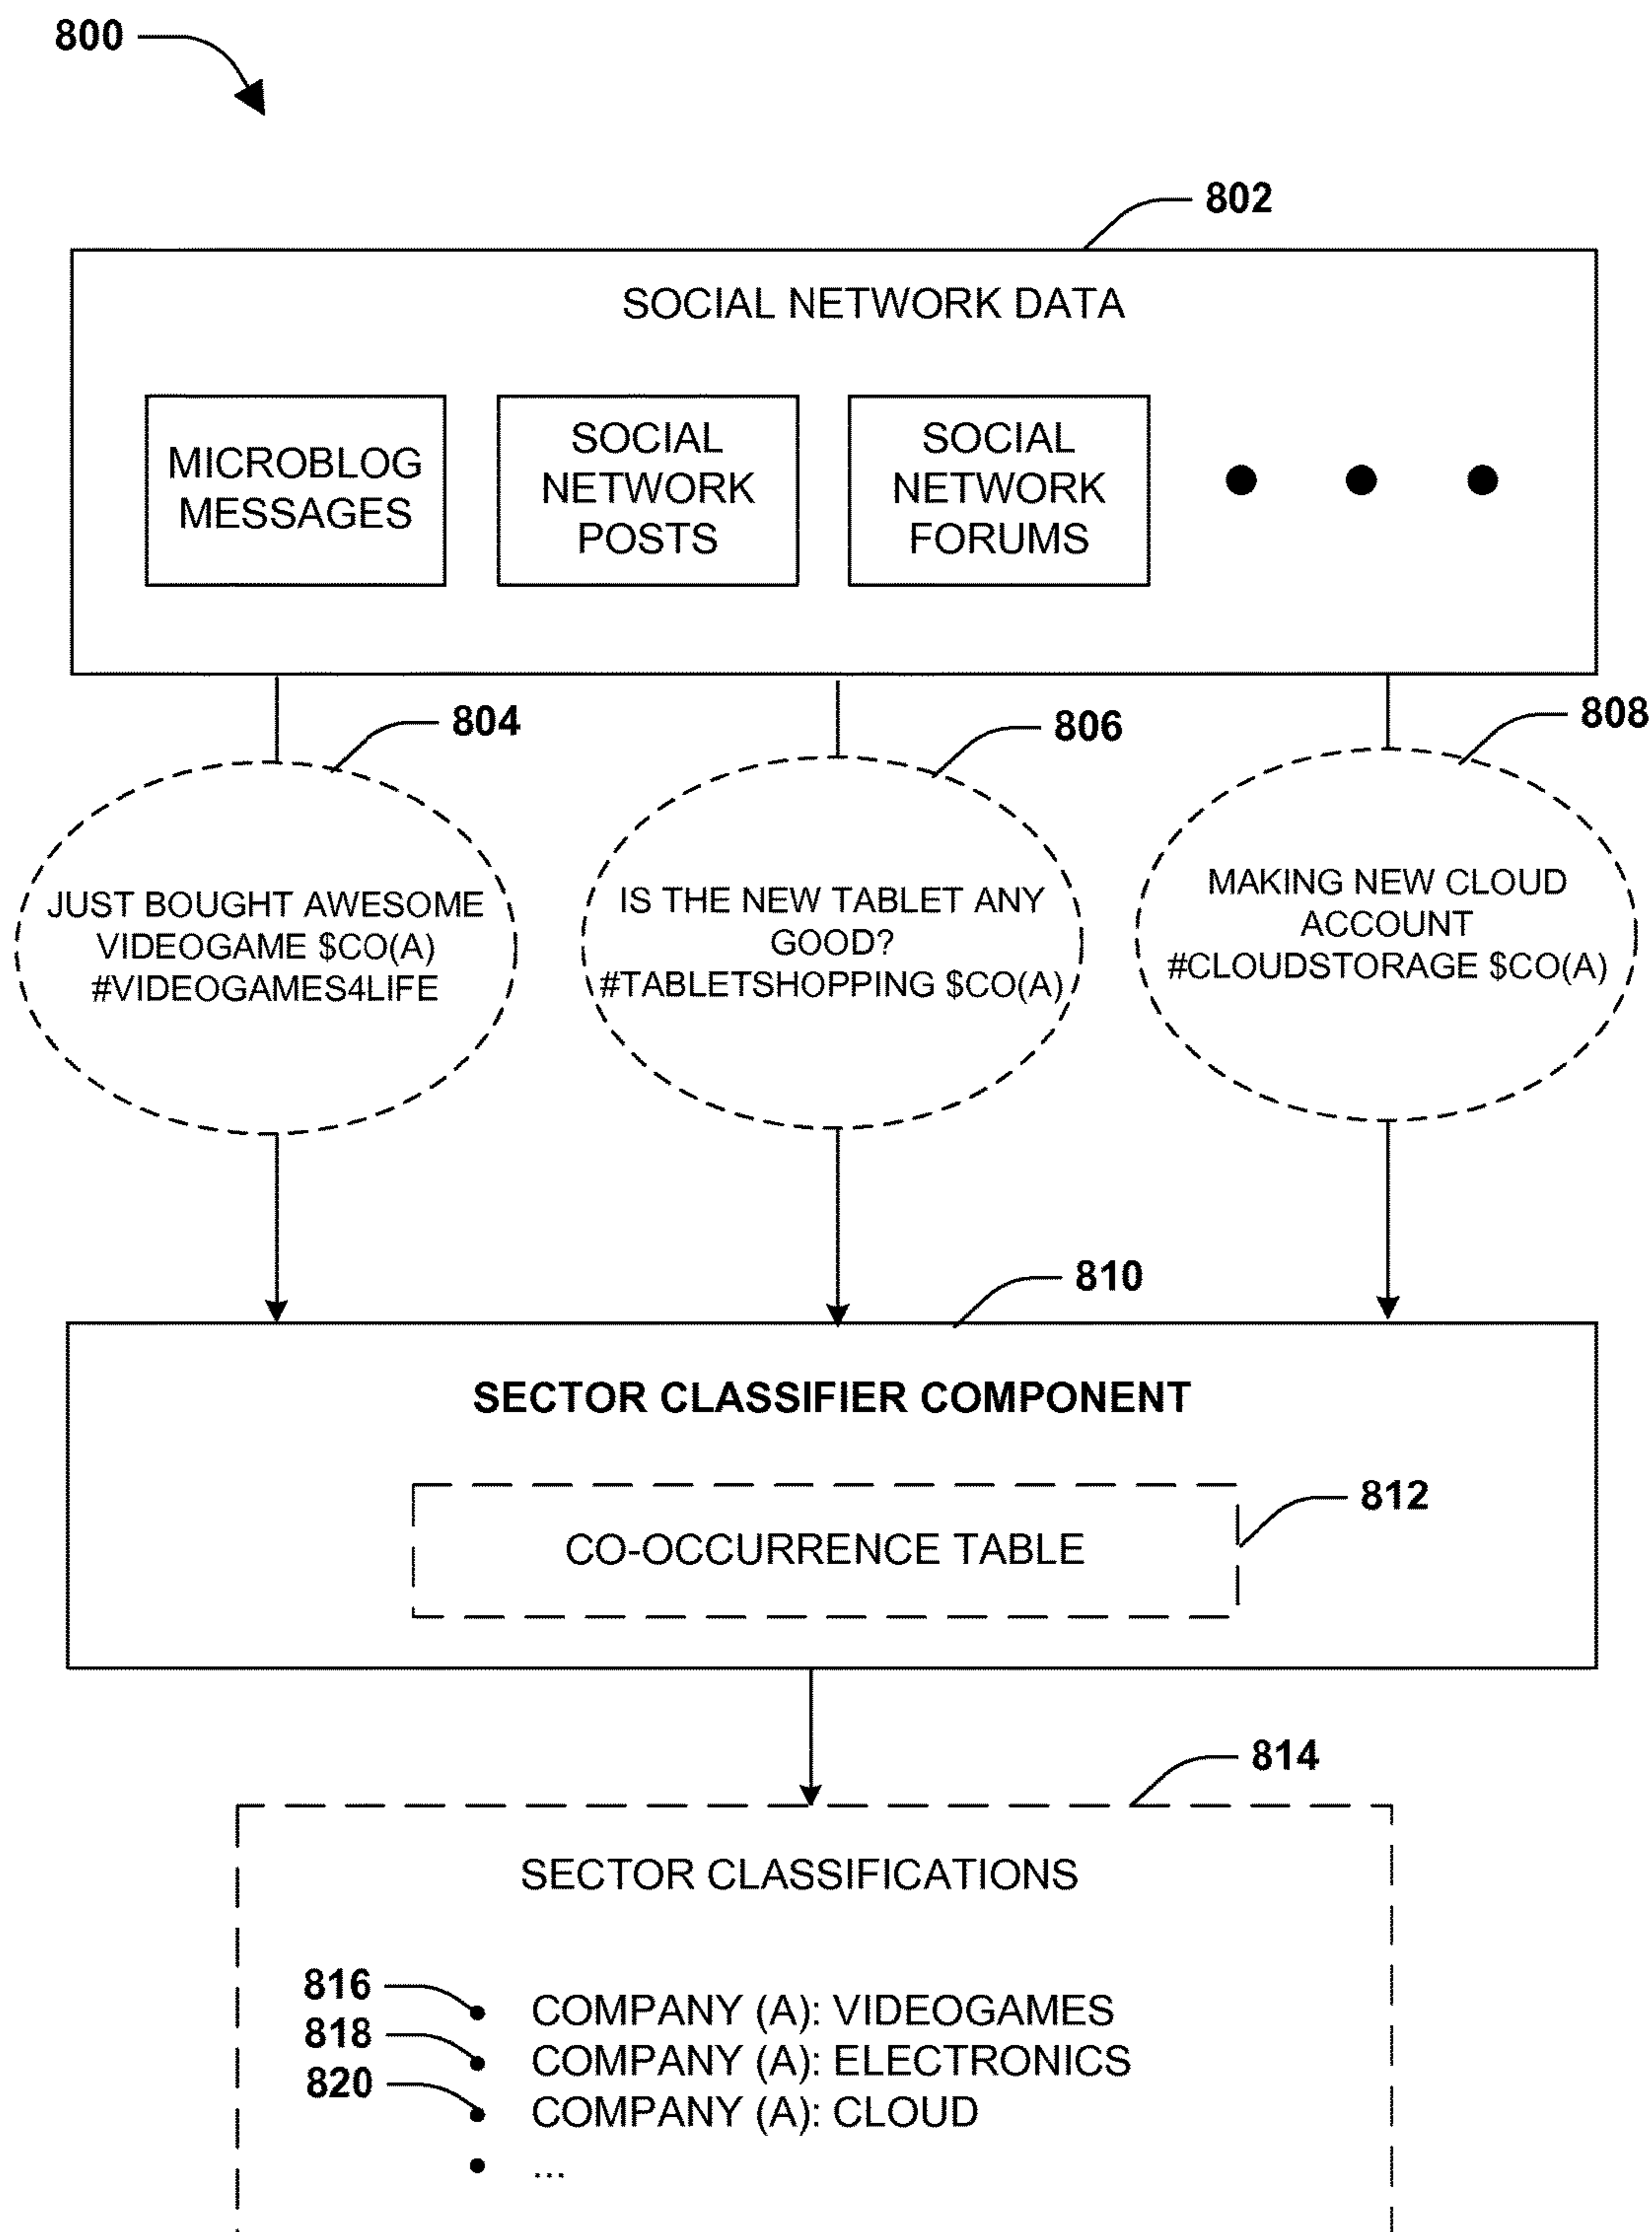 800
802
SOCIAL NETWORK DATA
MICROBLOG
MESSAGES
SOCIAL
NETWORK
POSTS
SOCIAL
NETWORK
FORUMS
804
806
808
JUST BOUGHT AWESOME
VIDEOGAME $CO(A)
#VIDEOGAMES4LIFE
IS THE NEW TABLET ANY
GOOD?
#TABLETSHOPPING $CO(A)
MAKING NEW CLOUD
ACCOUNT
#CLOUDSTORAGE $CO(A)
810
SECTOR CLASSIFIER COMPONENT
812
CO-OCCURRENCE TABLE
814
SECTOR CLASSIFICATIONS
816
• COMPANY (A): VIDEOGAMES
818
• COMPANY (A): ELECTRONICS
820
• COMPANY (A): CLOUD
• ...